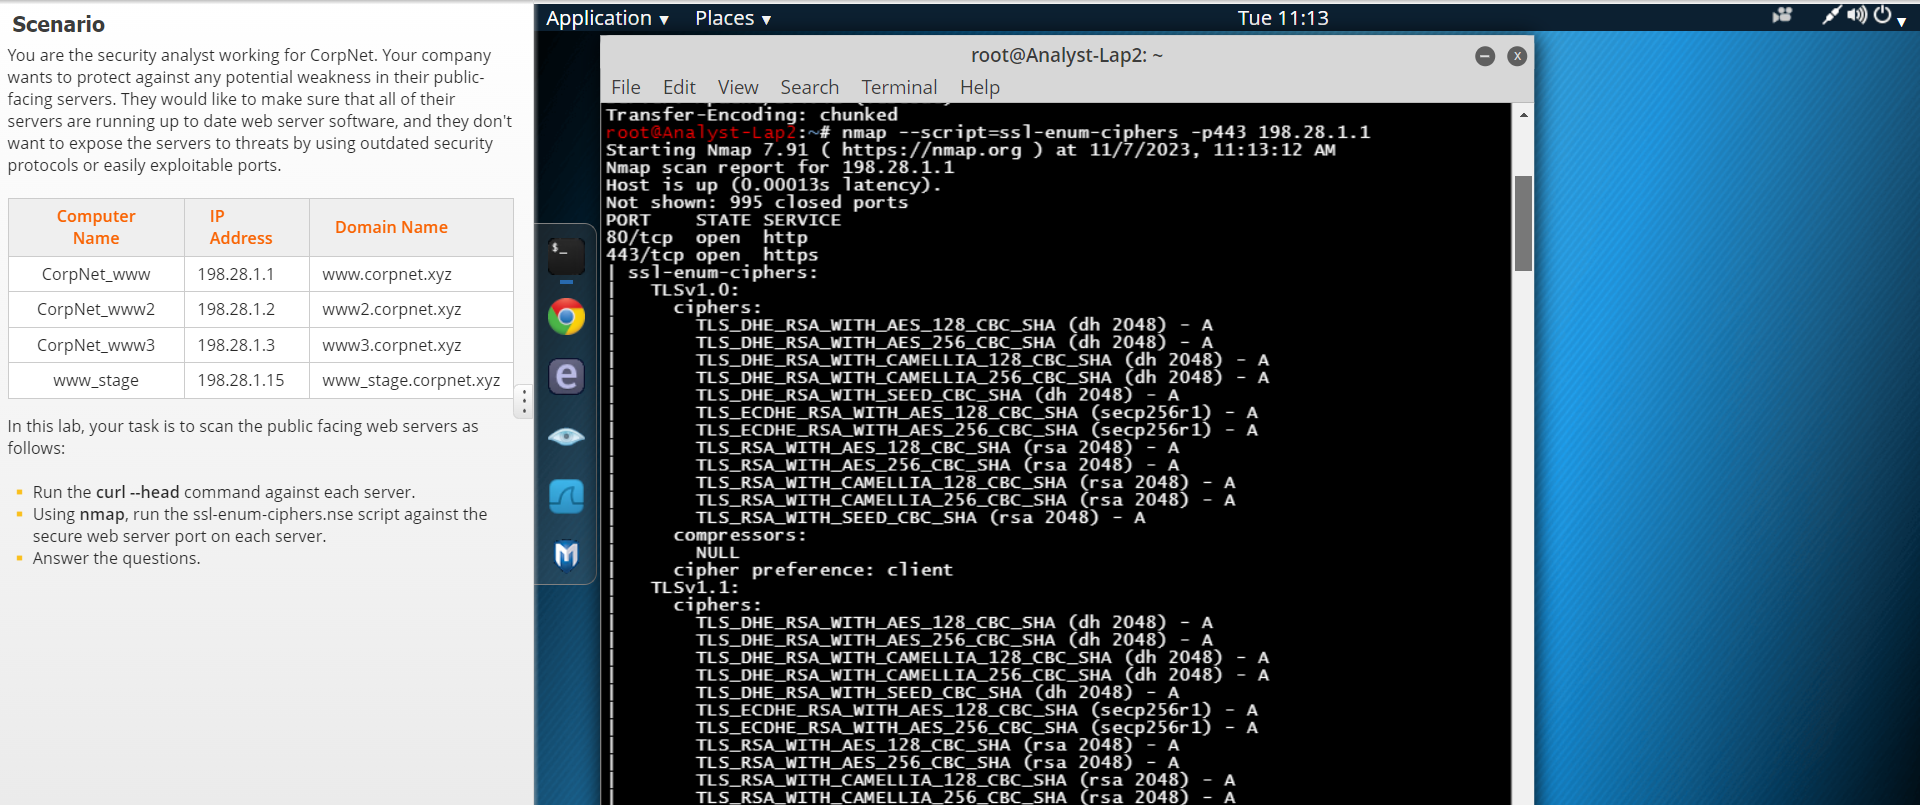 Scenario
You are the security analyst working for CorpNet. Your company
wants to protect against any potential weakness in their public-
facing servers. They would like to make sure that all of their
servers are running up to date web server software, and they don't
want to expose the servers to threats by using outdated security
protocols or easily exploitable ports.
Computer
Name
IP
Address
Domain Name
CorpNet_www 198.28.1.1 www.corpnet.xyz
CorpNet_www2 198.28.1.2 www2.corpnet.xyz
CorpNet_www3 198.28.1.3 www3.corpnet.xyz
www_stage 198.28.1.15 www_stage.corpnet.xyz
In this lab, your task is to scan the public facing web servers as
follows:
Run the curl --head command against each server.
Using nmap, run the ssl-enum-ciphers.nse script against the
secure web server port on each server.
Answer the questions.
Application ▾ Places ▾ Tue 11:13
root@Analyst-Lap2: ~
File Edit View Search Terminal Help
Transfer-Encoding: chunked
root@Analyst-Lap2:~# nmap --script=ssl-enum-ciphers -p443 198.28.1.1
Starting Nmap 7.91 ( https://nmap.org ) at 11/7/2023, 11:13:12 AM
Nmap scan report for 198.28.1.1
Host is up (0.00013s latency).
Not shown: 995 closed ports
PORT    STATE SERVICE
80/tcp  open  http
443/tcp open  https
| ssl-enum-ciphers:
|   TLSv1.0:
|     ciphers:
|       TLS_DHE_RSA_WITH_AES_128_CBC_SHA (dh 2048) - A
|       TLS_DHE_RSA_WITH_AES_256_CBC_SHA (dh 2048) - A
|       TLS_DHE_RSA_WITH_CAMELLIA_128_CBC_SHA (dh 2048) - A
|       TLS_DHE_RSA_WITH_CAMELLIA_256_CBC_SHA (dh 2048) - A
|       TLS_DHE_RSA_WITH_SEED_CBC_SHA (dh 2048) - A
|       TLS_ECDHE_RSA_WITH_AES_128_CBC_SHA (secp256r1) - A
|       TLS_ECDHE_RSA_WITH_AES_256_CBC_SHA (secp256r1) - A
|       TLS_RSA_WITH_AES_128_CBC_SHA (rsa 2048) - A
|       TLS_RSA_WITH_AES_256_CBC_SHA (rsa 2048) - A
|       TLS_RSA_WITH_CAMELLIA_128_CBC_SHA (rsa 2048) - A
|       TLS_RSA_WITH_CAMELLIA_256_CBC_SHA (rsa 2048) - A
|       TLS_RSA_WITH_SEED_CBC_SHA (rsa 2048) - A
|     compressors:
|       NULL
|     cipher preference: client
|   TLSv1.1:
|     ciphers:
|       TLS_DHE_RSA_WITH_AES_128_CBC_SHA (dh 2048) - A
|       TLS_DHE_RSA_WITH_AES_256_CBC_SHA (dh 2048) - A
|       TLS_DHE_RSA_WITH_CAMELLIA_128_CBC_SHA (dh 2048) - A
|       TLS_DHE_RSA_WITH_CAMELLIA_256_CBC_SHA (dh 2048) - A
|       TLS_DHE_RSA_WITH_SEED_CBC_SHA (dh 2048) - A
|       TLS_ECDHE_RSA_WITH_AES_128_CBC_SHA (secp256r1) - A
|       TLS_ECDHE_RSA_WITH_AES_256_CBC_SHA (secp256r1) - A
|       TLS_RSA_WITH_AES_128_CBC_SHA (rsa 2048) - A
|       TLS_RSA_WITH_AES_256_CBC_SHA (rsa 2048) - A
|       TLS_RSA_WITH_CAMELLIA_128_CBC_SHA (rsa 2048) - A
|       TLS_RSA_WITH_CAMELLIA_256_CBC_SHA (rsa 2048) - A